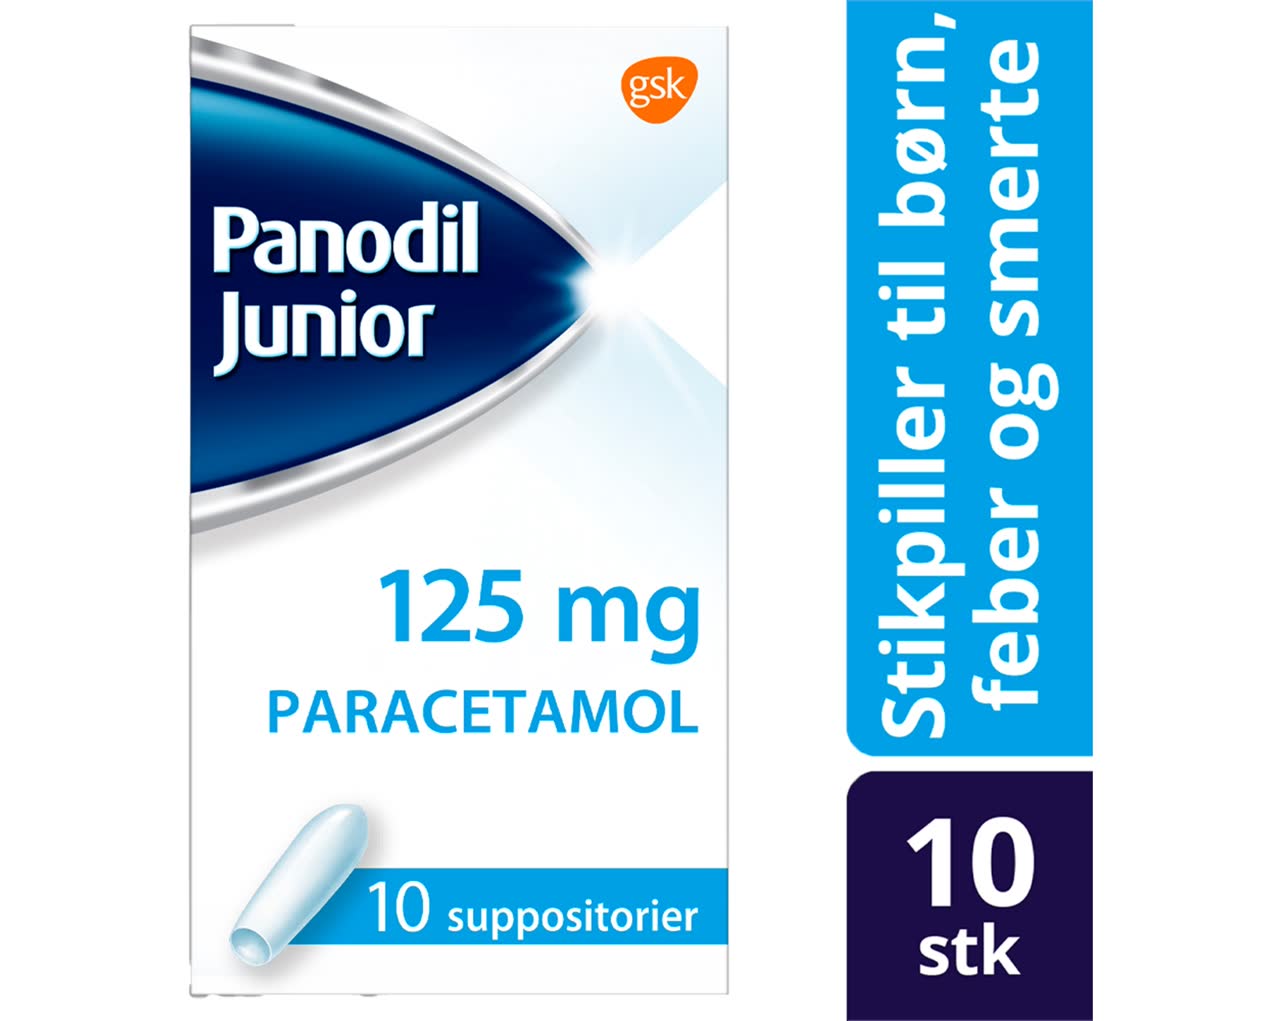 gsk
Panodil
Junior
125 mg
PARACETAMOL
10 suppositorier
Stikpiller til børn,
feber og smerte
10
stk